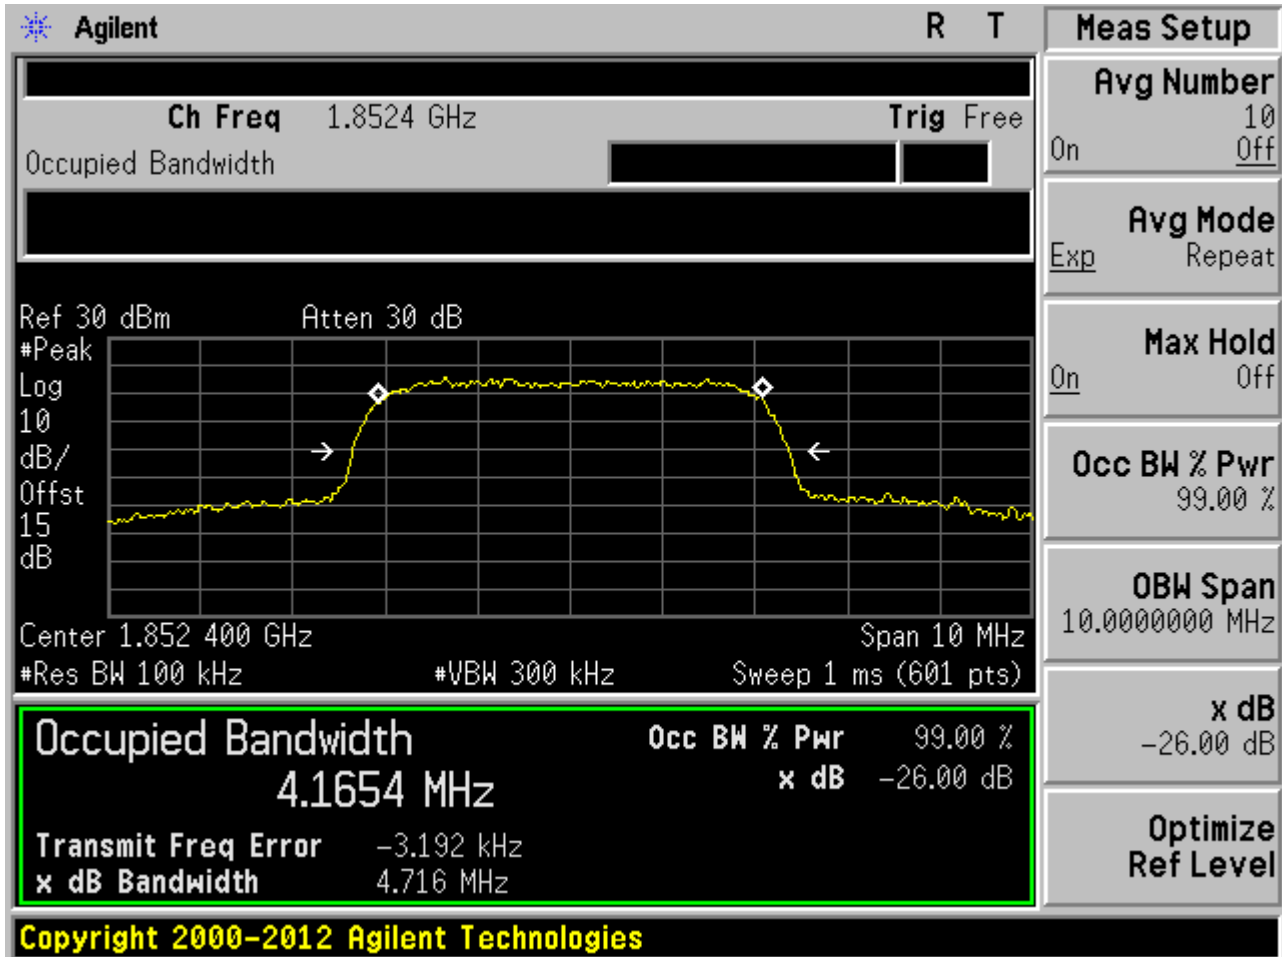 Agilent R T
Meas Setup
Ch Freq 1.8524 GHz Trig Free
Occupied Bandwidth
Avg Number
10
On Off
Avg Mode
Exp Repeat
Max Hold
On Off
Occ BW % Pwr
99.00 %
OBW Span
10.0000000 MHz
x dB
-26.00 dB
Optimize
Ref Level
Ref 30 dBm Atten 30 dB
#Peak
Log
10
dB/
Offst
15
dB
Center 1.852 400 GHz Span 10 MHz
#Res BW 100 kHz #VBW 300 kHz Sweep 1 ms (601 pts)
Occupied Bandwidth Occ BW % Pwr 99.00 %
4.1654 MHz x dB -26.00 dB
Transmit Freq Error -3.192 kHz
x dB Bandwidth 4.716 MHz
Copyright 2000-2012 Agilent Technologies